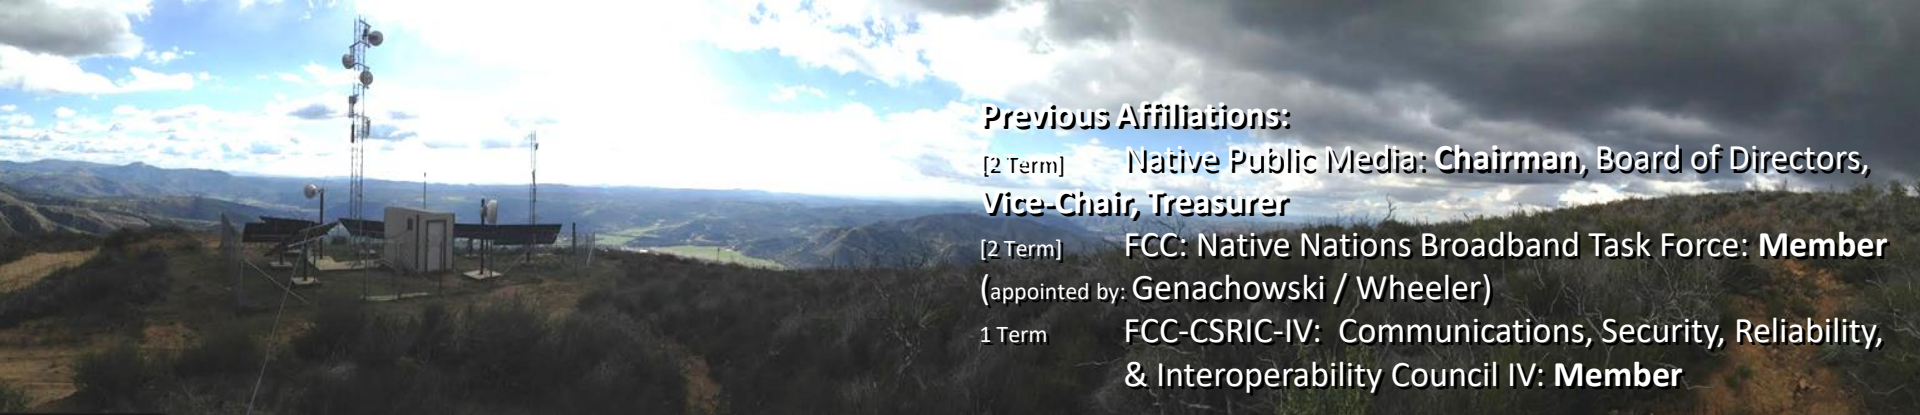 Previous Affiliations:
[2 Term] Native Public Media: Chairman, Board of Directors,
Vice-Chair, Treasurer
[2 Term] FCC: Native Nations Broadband Task Force: Member
(appointed by: Genachowski / Wheeler)
1 Term FCC-CSRIC-IV: Communications, Security, Reliability,
& Interoperability Council IV: Member